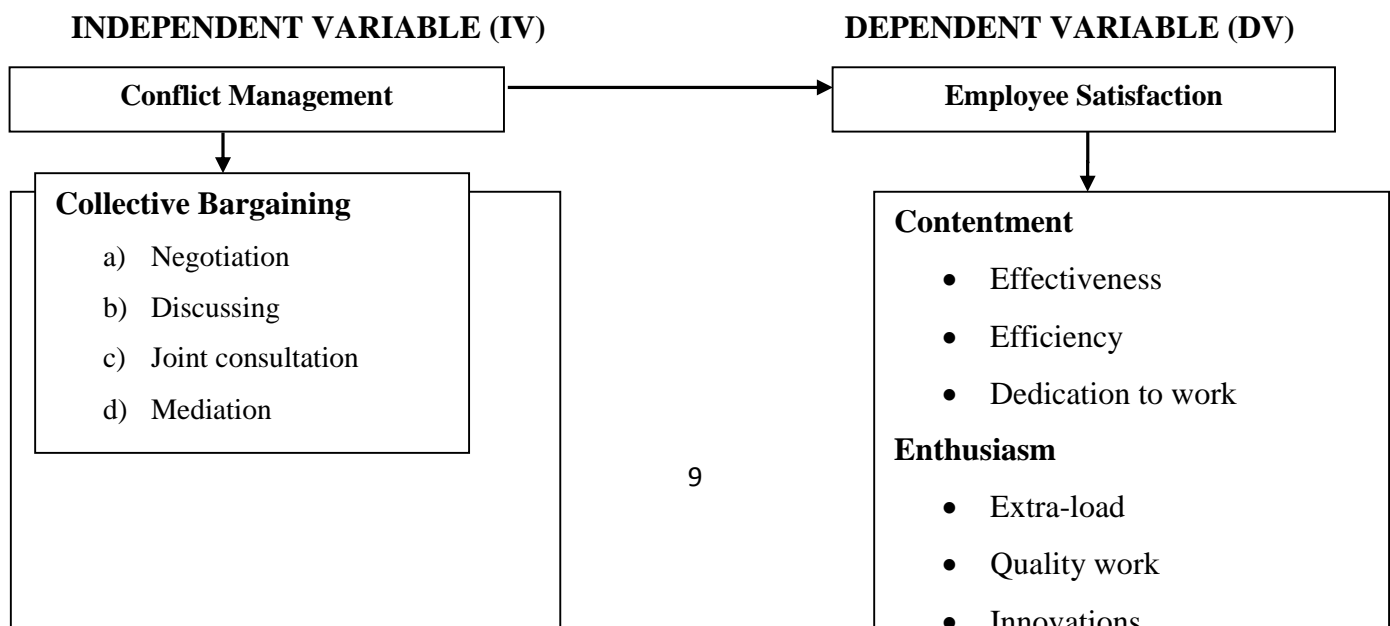 INDEPENDENT VARIABLE (IV)
DEPENDENT VARIABLE (DV)
Conflict Management
Employee Satisfaction
Collective Bargaining
a) Negotiation
b) Discussing
c) Joint consultation
d) Mediation
Contentment
• Effectiveness
• Efficiency
• Dedication to work
Enthusiasm
• Extra-load
• Quality work
• Innovations
9